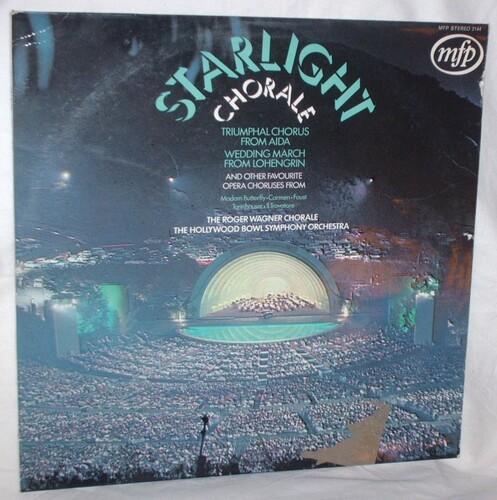 MFP STEREO 2144
mfp
STARLIGHT
CHORALE
TRIUMPHAL CHORUS
FROM AIDA
WEDDING MARCH
FROM LOHENGRIN
AND OTHER FAVOURITE
OPERA CHORUSES FROM
Madam Butterfly•Carmen•Faust
Tannhauser•Il Trovatore
THE ROGER WAGNER CHORALE
THE HOLLYWOOD BOWL SYMPHONY ORCHESTRA